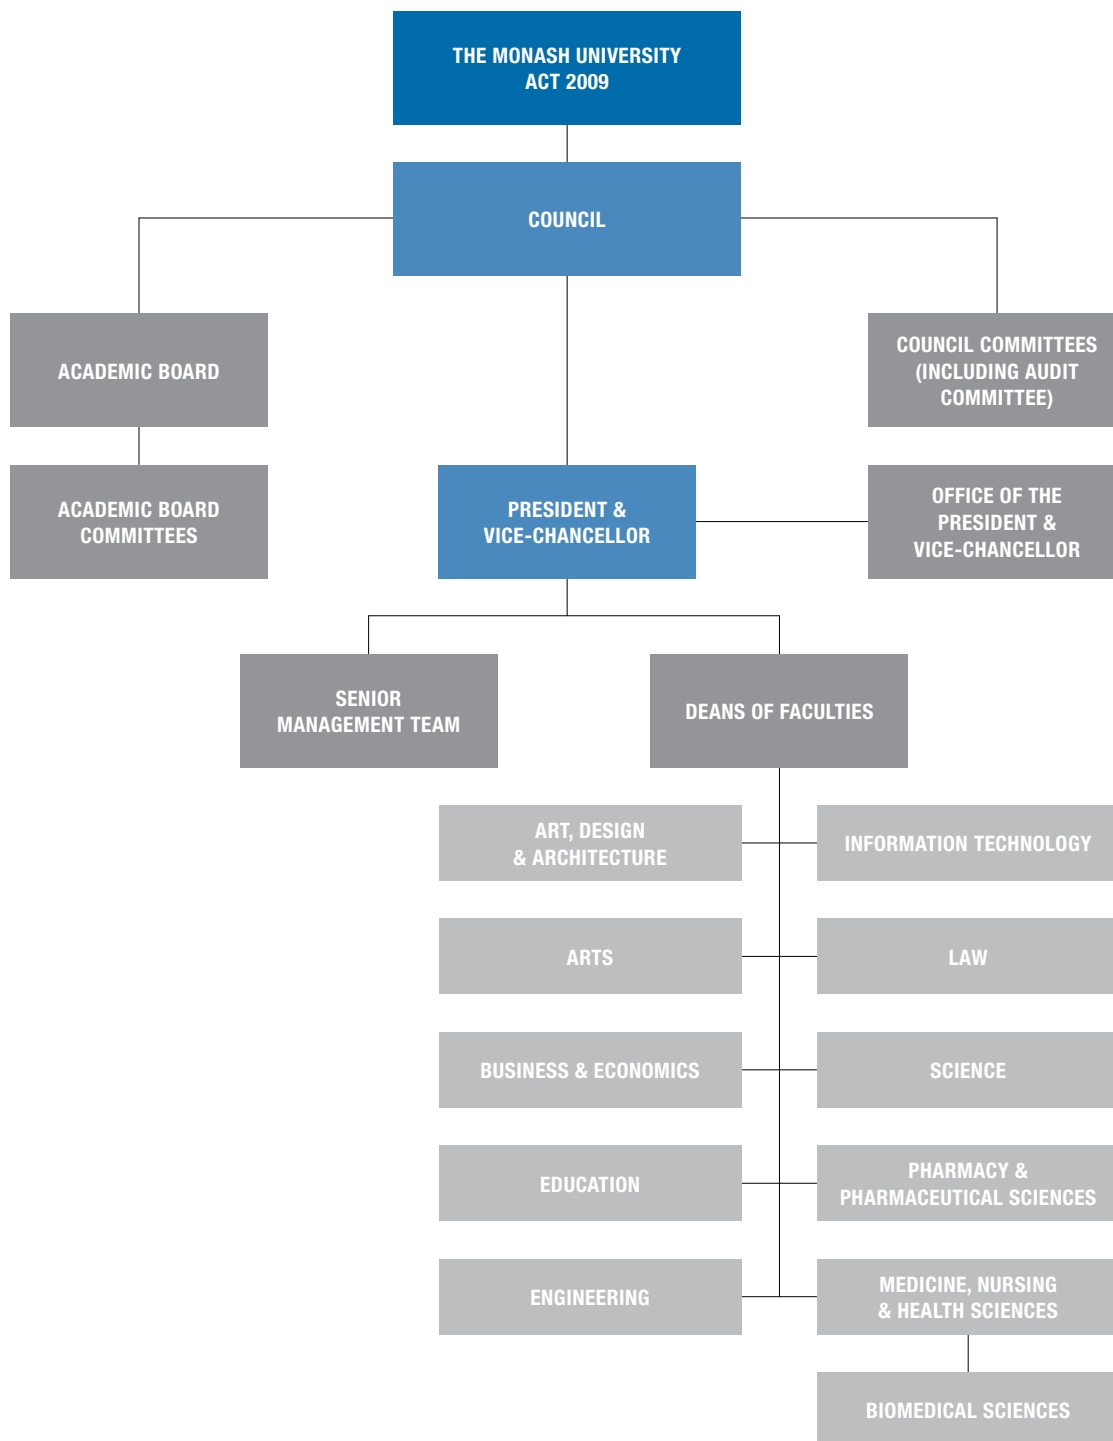 THE MONASH UNIVERSITY
ACT 2009
COUNCIL
ACADEMIC BOARD
COUNCIL COMMITTEES
(INCLUDING AUDIT
COMMITTEE)
ACADEMIC BOARD
COMMITTEES
PRESIDENT &
VICE-CHANCELLOR
OFFICE OF THE
PRESIDENT &
VICE-CHANCELLOR
SENIOR
MANAGEMENT TEAM
DEANS OF FACULTIES
ART, DESIGN
& ARCHITECTURE
INFORMATION TECHNOLOGY
ARTS
LAW
BUSINESS & ECONOMICS
SCIENCE
EDUCATION
PHARMACY &
PHARMACEUTICAL SCIENCES
ENGINEERING
MEDICINE, NURSING
& HEALTH SCIENCES
BIOMEDICAL SCIENCES